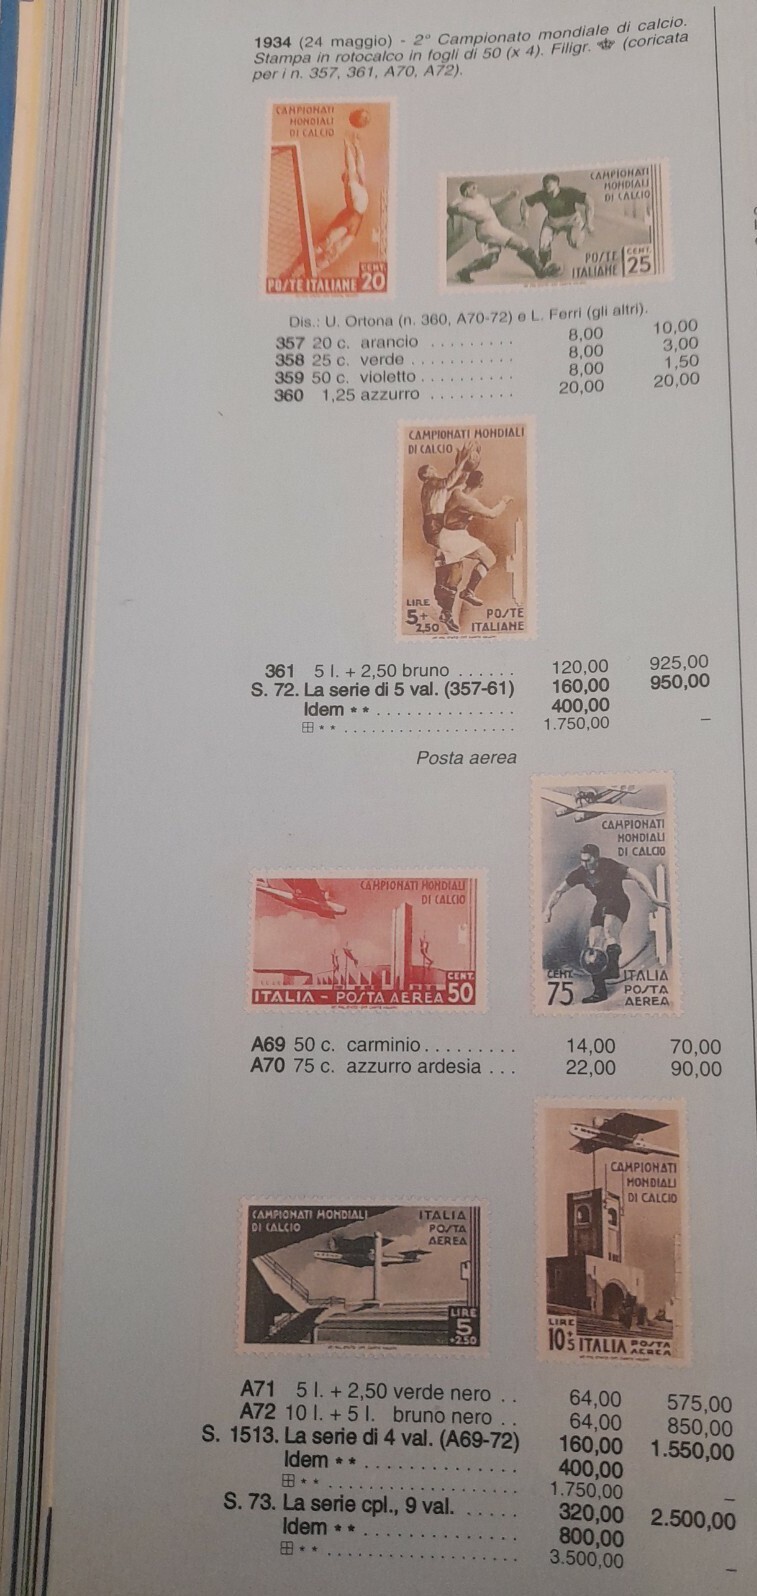 1934 (24 maggio) - 2° Campionato mondiale di calcio.
Stampa in rotocalco in fogli di 50 (x 4). Filigr. (coricata
per i n. 357, 361, A70, A72).
CAMPIONATI
MONDIALI
DI CALCIO
POSTE ITALIANE CENT. 20
CAMPIONATI
MONDIALI
DI CALCIO
POSTE
ITALIANE
CENT.
25
Dis.: U. Ortona (n. 360, A70-72) e L. Ferri (gli altri).
357 20 c. arancio ......... 8,00 10,00
358 25 c. verde ........... 8,00 3,00
359 50 c. violetto .......... 8,00 1,50
360 1,25 azzurro ......... 20,00 20,00
CAMPIONATI MONDIALI
DI CALCIO
LIRE
5+
2,50
POSTE
ITALIANE
361 5 l. + 2,50 bruno ...... 120,00 925,00
S. 72. La serie di 5 val. (357-61) 160,00 950,00
Idem ** ............... 400,00
⊞ ** ................... 1.750,00 –
Posta aerea
CAMPIONATI
MONDIALI
DI CALCIO
CENT.
75
ITALIA
POSTA
AEREA
CAMPIONATI MONDIALI
DI CALCIO
ITALIA - POSTA AEREA CENT. 50
A69 50 c. carminio ......... 14,00 70,00
A70 75 c. azzurro ardesia ... 22,00 90,00
CAMPIONATI
MONDIALI
DI CALCIO
LIRE
10+5 ITALIA POSTA
AEREA
CAMPIONATI MONDIALI
DI CALCIO
ITALIA
POSTA
AEREA
LIRE
5
+2.50
A71 5 l. + 2,50 verde nero .. 64,00 575,00
A72 10 l. + 5 l. bruno nero .. 64,00 850,00
S. 1513. La serie di 4 val. (A69-72) 160,00 1.550,00
Idem ** ................ 400,00
⊞ ** ................... 1.750,00 –
S. 73. La serie cpl., 9 val. ...... 320,00 2.500,00
Idem ** ................ 800,00
⊞ ** ................... 3.500,00 –